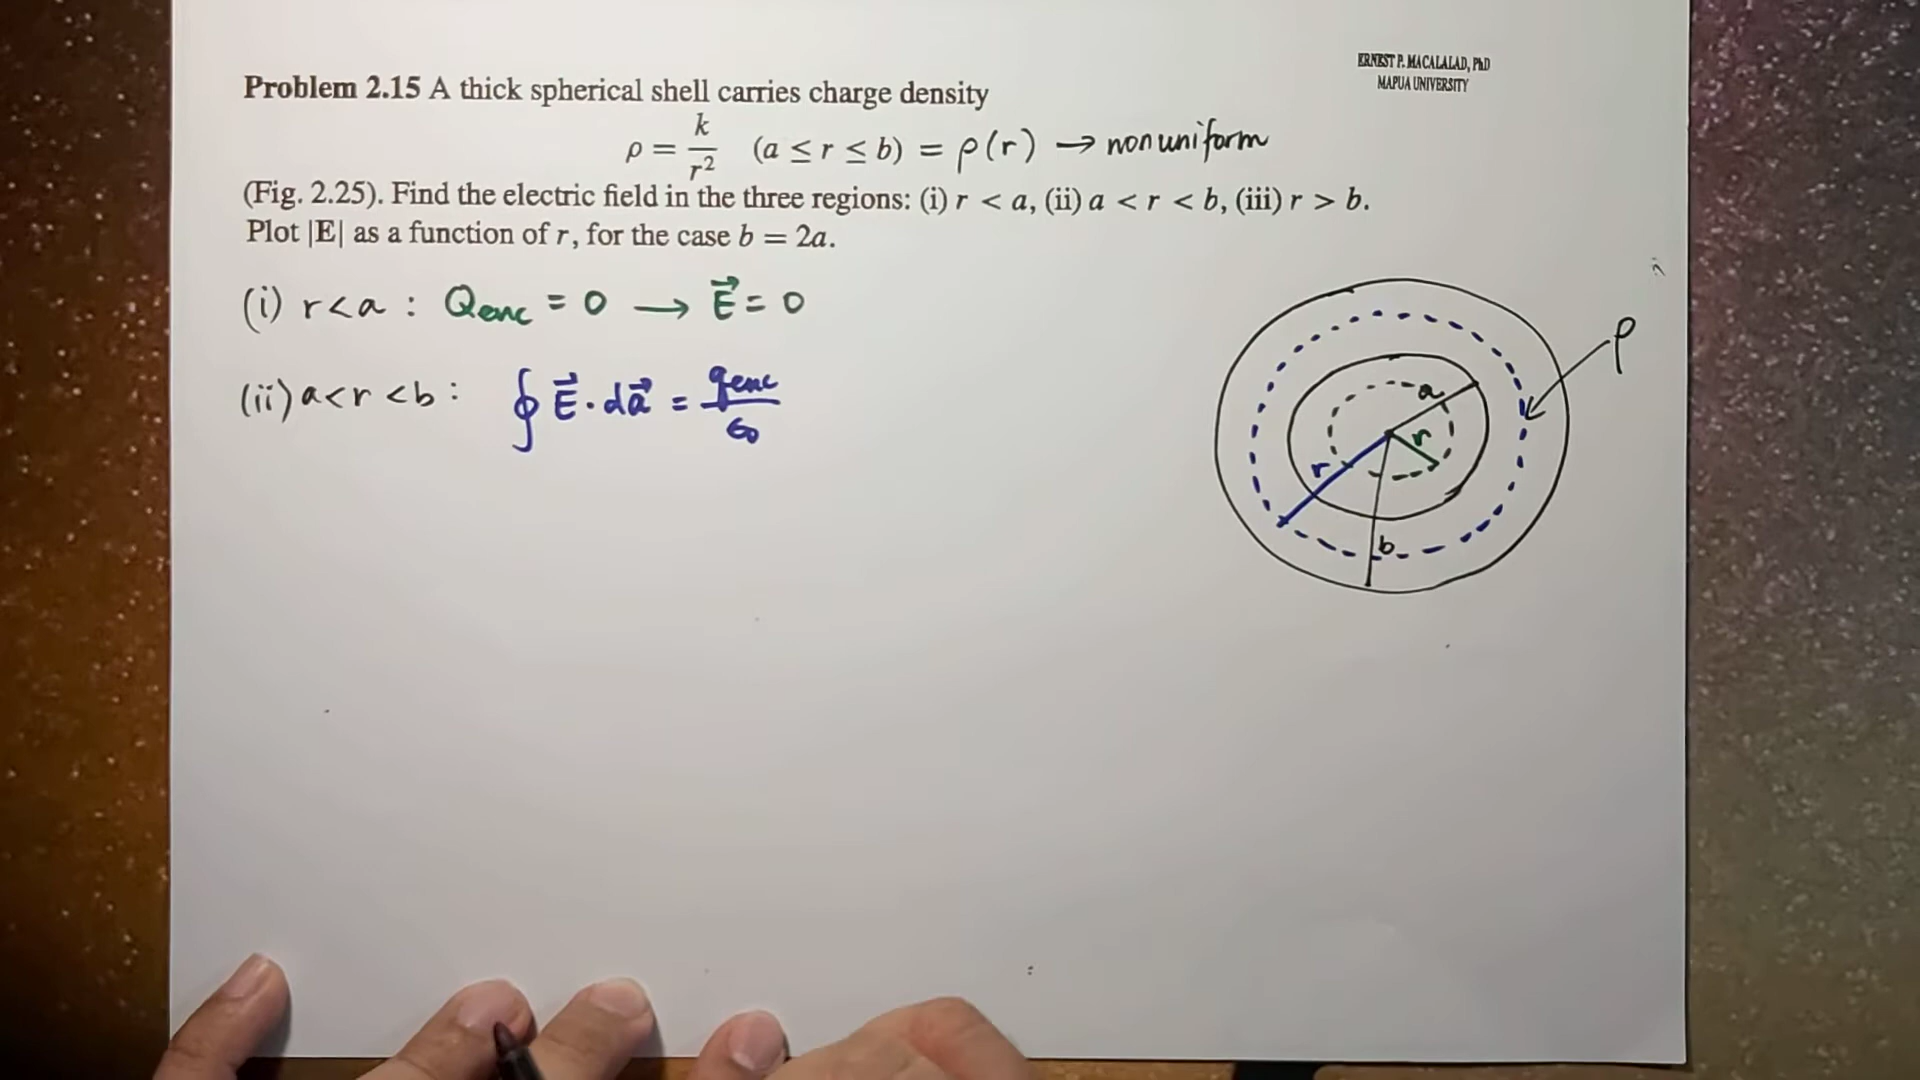 ERNEST P. MACALALAD, PhD
MAPUA UNIVERSITY
Problem 2.15 A thick spherical shell carries charge density
ρ = k/r² (a ≤ r ≤ b) = ρ(r) → nonuniform
(Fig. 2.25). Find the electric field in the three regions: (i) r < a, (ii) a < r < b, (iii) r > b.
Plot |E| as a function of r, for the case b = 2a.
(i) r < a : Qenc = 0 → E⃗ = 0
(ii) a < r < b : ∮ E⃗ · da⃗ = qenc/ϵ₀
ρ
a
r
r
b